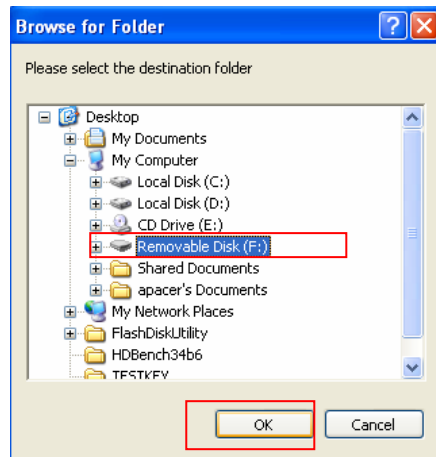 Browse for Folder
Please select the destination folder
Desktop
My Documents
My Computer
Local Disk (C:)
Local Disk (D:)
CD Drive (E:)
Removable Disk (F:)
Shared Documents
apacer's Documents
My Network Places
FlashDiskUtility
HDBench34b6
TESTKEY
OK
Cancel